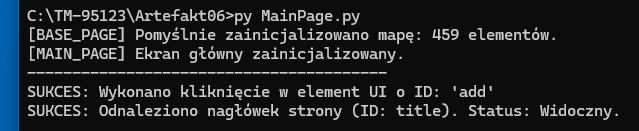 C:\TM-95123\Artefakt06>py MainPage.py
[BASE_PAGE] Pomyślnie zainicjalizowano mapę: 459 elementów.
[MAIN_PAGE] Ekran główny zainicjalizowany.
----------------------------------------
SUKCES: Wykonano kliknięcie w element UI o ID: 'add'
SUKCES: Odnaleziono nagłówek strony (ID: title). Status: Widoczny.